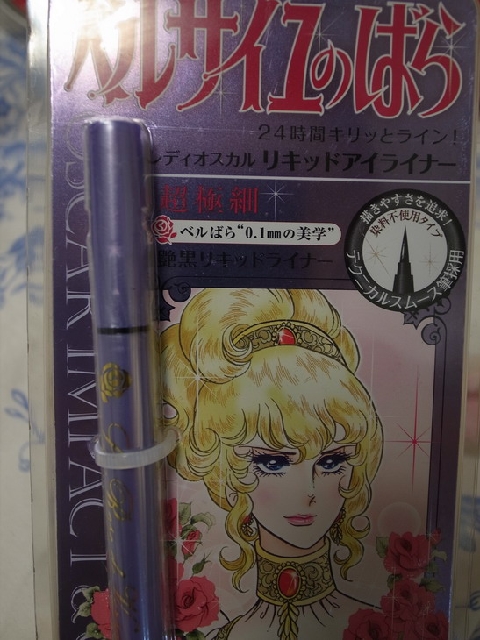 ベルサイユのばら
24時間キリッとライン!
レディオスカル リキッドアイライナー
超極細
ベルばら“0.1mmの美学”
艶黒リキッドライナー
描きやすさを追求!
染料不使用タイプ
テクニカルスムース筆採用
OSCAR IMPACT